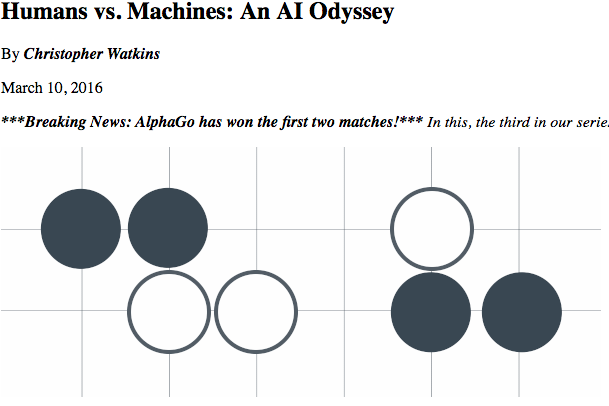 Humans vs. Machines: An AI Odyssey
By Christopher Watkins
March 10, 2016
***Breaking News: AlphaGo has won the first two matches!*** In this, the third in our serie